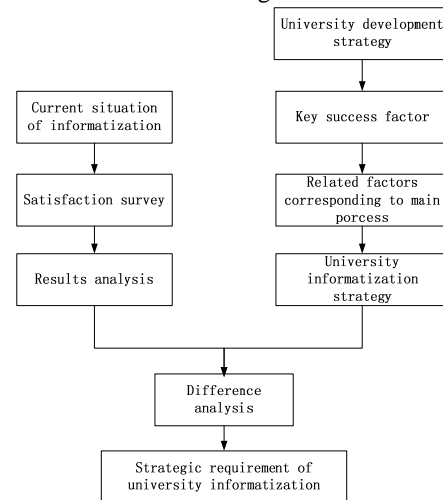 University development
strategy
Current situation
of informatization
Key success factor
Satisfaction survey
Related factors
corresponding to main
porcess
Results analysis
University
informatization
strategy
Difference
analysis
Strategic requirement of
university informatization